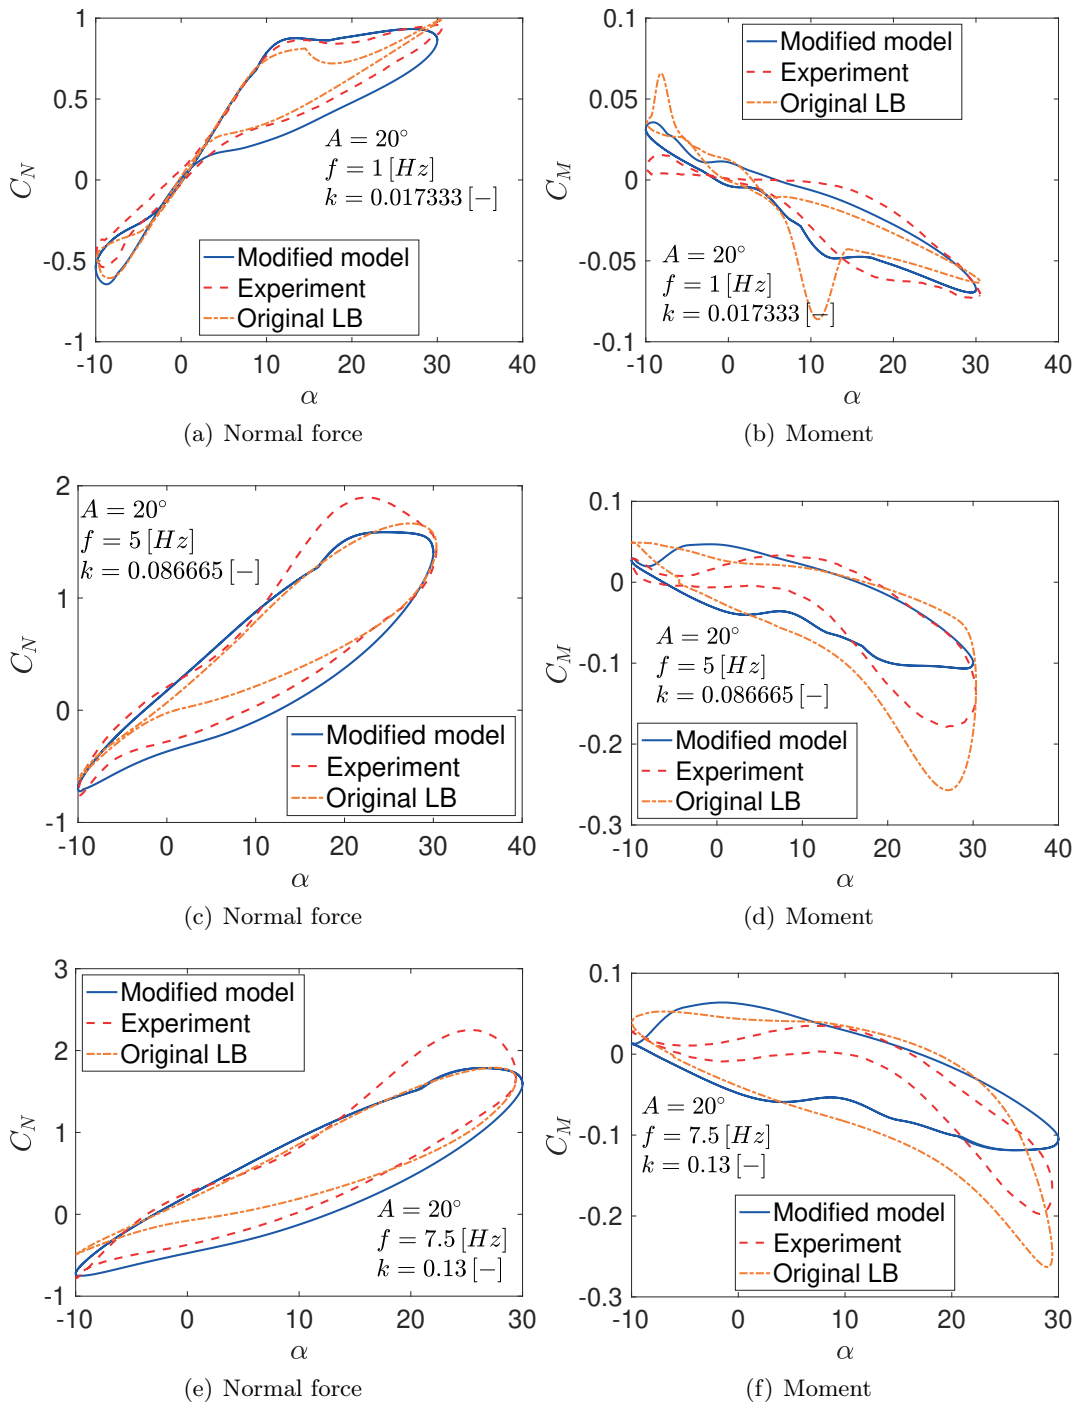 1
0.5
0
-0.5
-1
C_N
A = 20°
f = 1 [Hz]
k = 0.017333 [−]
Modified model
Experiment
Original LB
-10 0 10 20 30 40
α
(a) Normal force
0.1
0.05
0
-0.05
-0.1
C_M
Modified model
Experiment
Original LB
A = 20°
f = 1 [Hz]
k = 0.017333 [−]
-10 0 10 20 30 40
α
(b) Moment
2
1
0
-1
C_N
A = 20°
f = 5 [Hz]
k = 0.086665 [−]
Modified model
Experiment
Original LB
-10 0 10 20 30 40
α
(c) Normal force
0.1
0
-0.1
-0.2
-0.3
C_M
A = 20°
f = 5 [Hz]
k = 0.086665 [−]
Modified model
Experiment
Original LB
-10 0 10 20 30 40
α
(d) Moment
3
2
1
0
-1
C_N
Modified model
Experiment
Original LB
A = 20°
f = 7.5 [Hz]
k = 0.13 [−]
-10 0 10 20 30
α
(e) Normal force
0.1
0
-0.1
-0.2
-0.3
C_M
A = 20°
f = 7.5 [Hz]
k = 0.13 [−]
Modified model
Experiment
Original LB
-10 0 10 20 30
α
(f) Moment